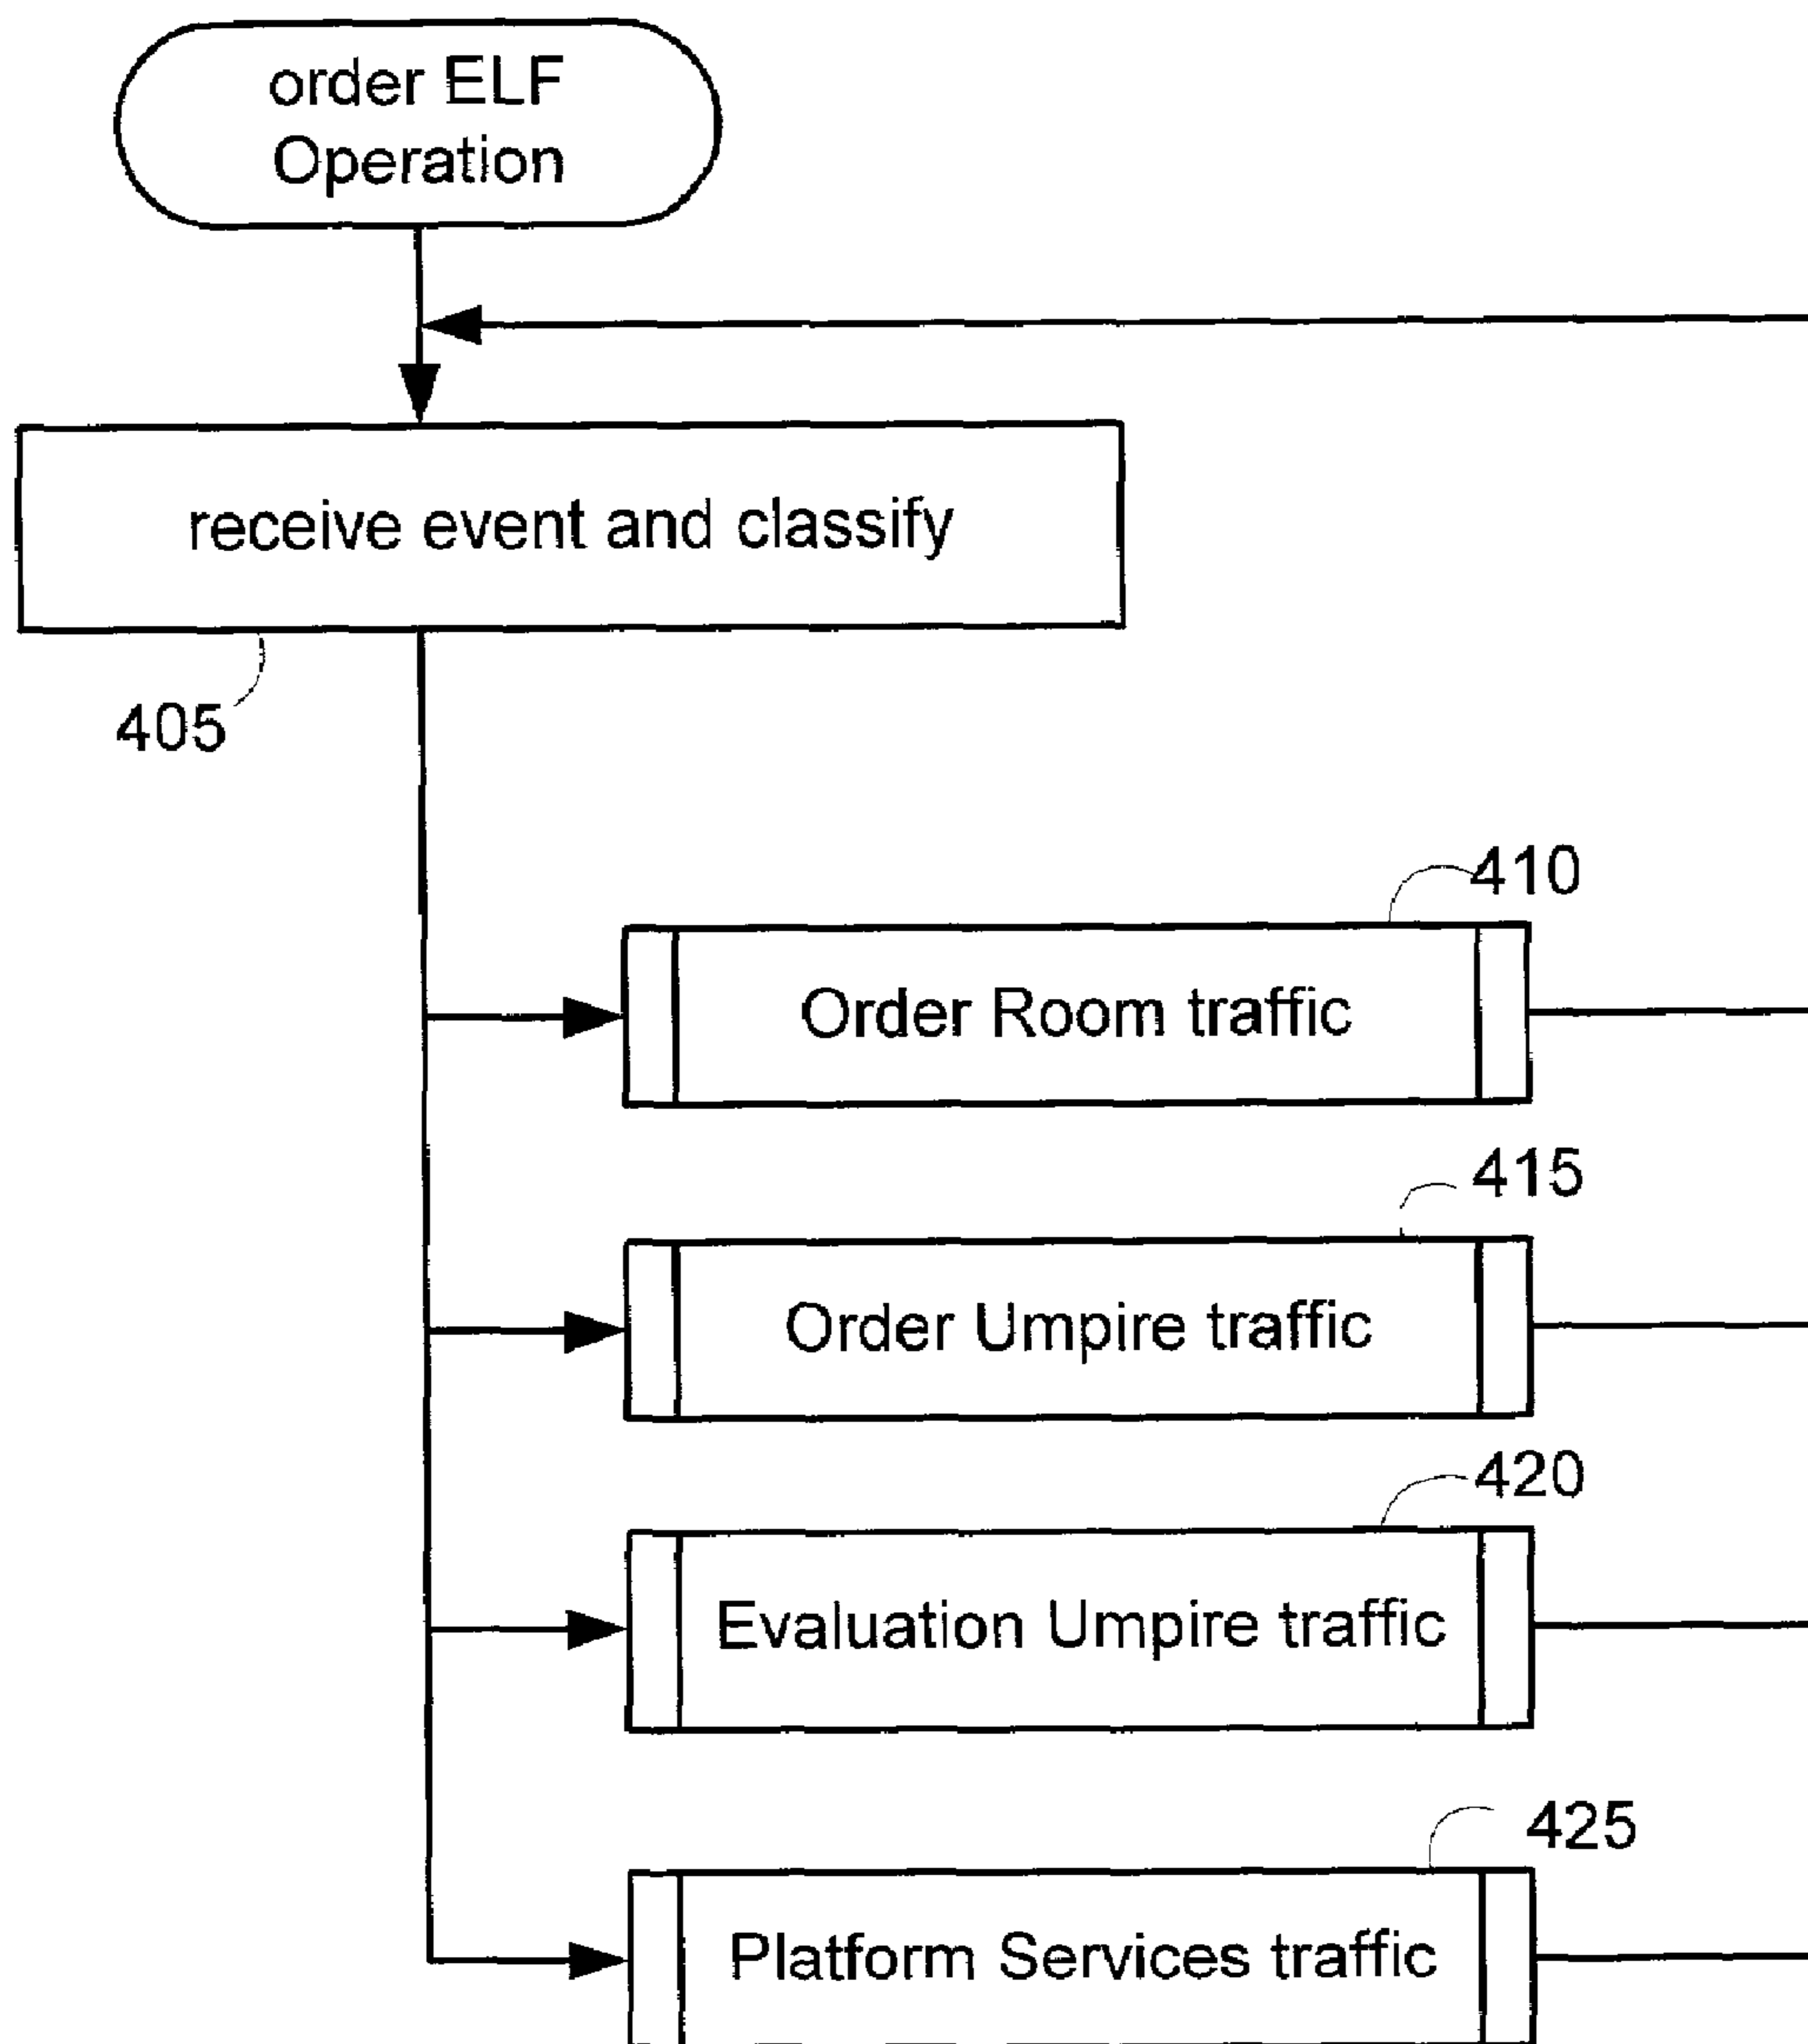 order ELF
Operation
receive event and classify
405
410
Order Room traffic
415
Order Umpire traffic
420
Evaluation Umpire traffic
425
Platform Services traffic